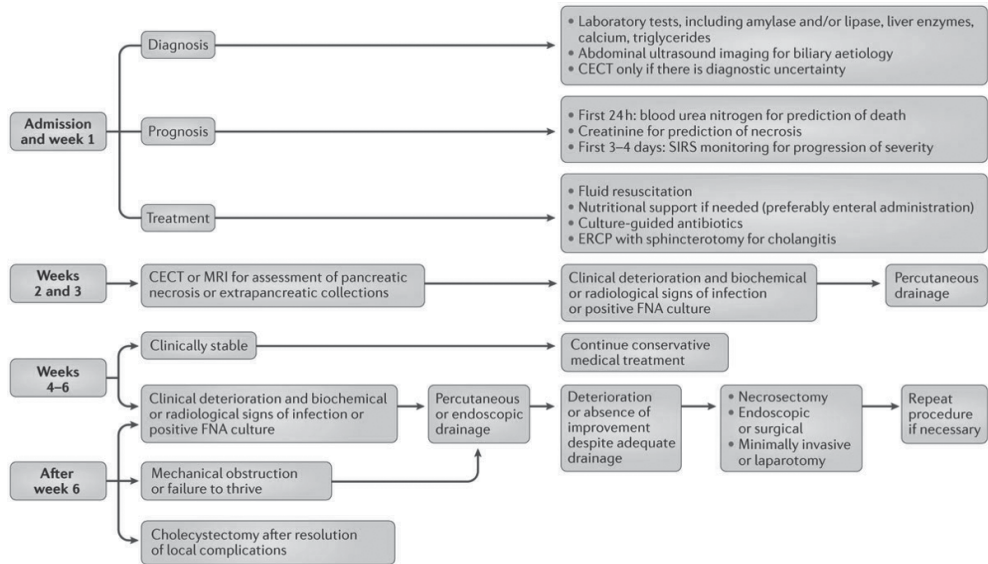 Admission
and week 1
Diagnosis
• Laboratory tests, including amylase and/or lipase, liver enzymes,
calcium, triglycerides
• Abdominal ultrasound imaging for biliary aetiology
• CECT only if there is diagnostic uncertainty
Prognosis
• First 24 h: blood urea nitrogen for prediction of death
• Creatinine for prediction of necrosis
• First 3–4 days: SIRS monitoring for progression of severity
Treatment
• Fluid resuscitation
• Nutritional support if needed (preferably enteral administration)
• Culture-guided antibiotics
• ERCP with sphincterotomy for cholangitis
Weeks
2 and 3
CECT or MRI for assessment of pancreatic
necrosis or extrapancreatic collections
Clinical deterioration and biochemical
or radiological signs of infection
or positive FNA culture
Percutaneous
drainage
Weeks
4–6
Clinically stable
Continue conservative
medical treatment
Clinical deterioration and biochemical
or radiological signs of infection or
positive FNA culture
Percutaneous
or endoscopic
drainage
Deterioration
or absence of
improvement
despite adequate
drainage
• Necrosectomy
• Endoscopic
or surgical
• Minimally invasive
or laparotomy
Repeat
procedure
if necessary
After
week 6
Mechanical obstruction
or failure to thrive
Cholecystectomy after resolution
of local complications